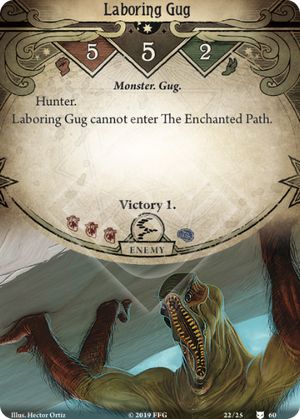 Laboring Gug
5 5 2
Monster. Gug.
Hunter.
Laboring Gug cannot enter The Enchanted Path.
Victory 1.
ENEMY
Illus. Hector Ortiz © 2019 FFG 22/25 60